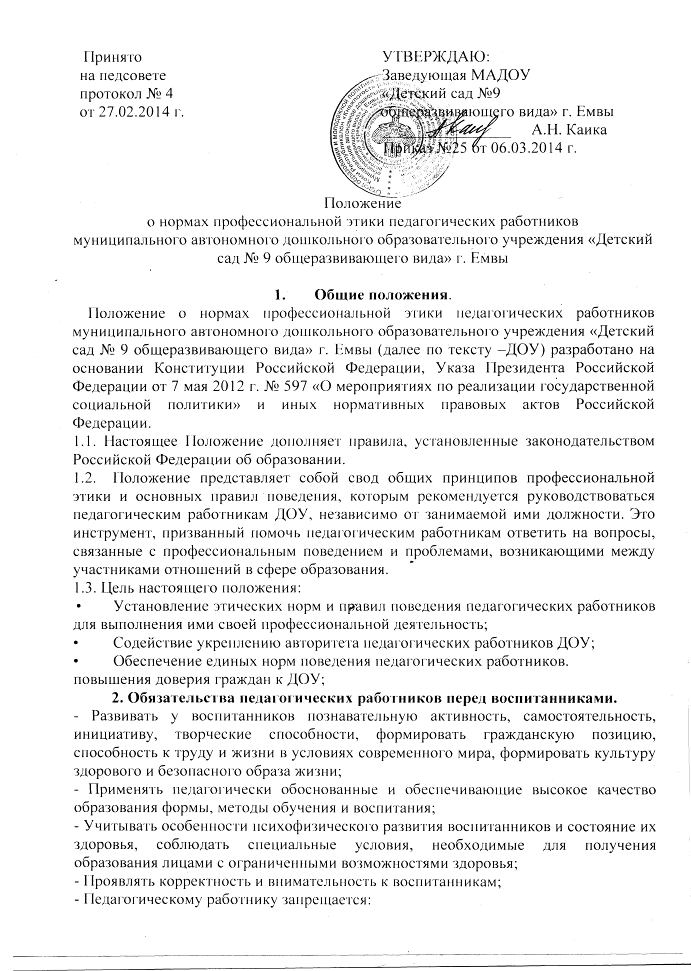 Принято
на педсовете
протокол № 4
от 27.02.2014 г.
УТВЕРЖДАЮ:
Заведующая МАДОУ
«Детский сад №9
общеразвивающего вида» г. Емвы
А.Н. Каика
Приказ №25 от 06.03.2014 г.
Положение
о нормах профессиональной этики педагогических работников
муниципального автономного дошкольного образовательного учреждения «Детский
сад № 9 общеразвивающего вида» г. Емвы
1. Общие положения.
Положение о нормах профессиональной этики педагогических работников
муниципального автономного дошкольного образовательного учреждения «Детский
сад № 9 общеразвивающего вида» г. Емвы (далее по тексту –ДОУ) разработано на
основании Конституции Российской Федерации, Указа Президента Российской
Федерации от 7 мая 2012 г. № 597 «О мероприятиях по реализации государственной
социальной политики» и иных нормативных правовых актов Российской
Федерации.
1.1. Настоящее Положение дополняет правила, установленные законодательством
Российской Федерации об образовании.
1.2. Положение представляет собой свод общих принципов профессиональной
этики и основных правил поведения, которым рекомендуется руководствоваться
педагогическим работникам ДОУ, независимо от занимаемой ими должности. Это
инструмент, призванный помочь педагогическим работникам ответить на вопросы,
связанные с профессиональным поведением и проблемами, возникающими между
участниками отношений в сфере образования.
1.3. Цель настоящего положения:
• Установление этических норм и правил поведения педагогических работников
для выполнения ими своей профессиональной деятельность;
• Содействие укреплению авторитета педагогических работников ДОУ;
• Обеспечение единых норм поведения педагогических работников.
повышения доверия граждан к ДОУ;
2. Обязательства педагогических работников перед воспитанниками.
- Развивать у воспитанников познавательную активность, самостоятельность,
инициативу, творческие способности, формировать гражданскую позицию,
способность к труду и жизни в условиях современного мира, формировать культуру
здорового и безопасного образа жизни;
- Применять педагогически обоснованные и обеспечивающие высокое качество
образования формы, методы обучения и воспитания;
- Учитывать особенности психофизического развития воспитанников и состояние их
здоровья, соблюдать специальные условия, необходимые для получения
образования лицами с ограниченными возможностями здоровья;
- Проявлять корректность и внимательность к воспитанникам;
- Педагогическому работнику запрещается: